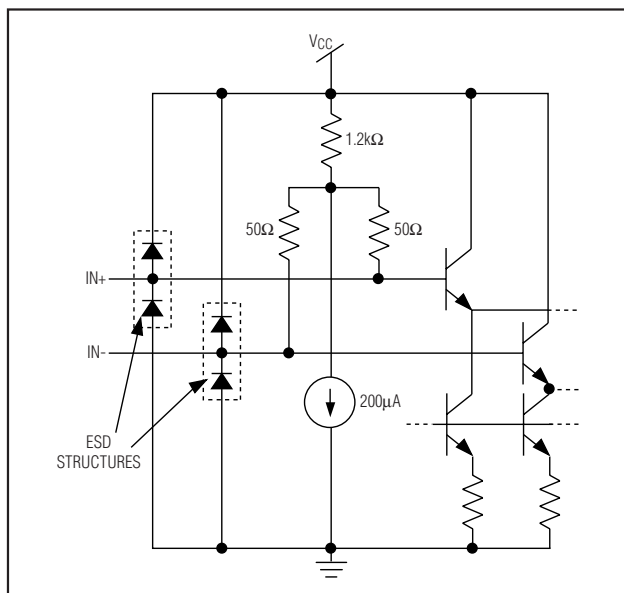 VCC
1.2kΩ
50Ω
50Ω
IN+
IN-
200μA
ESD
STRUCTURES